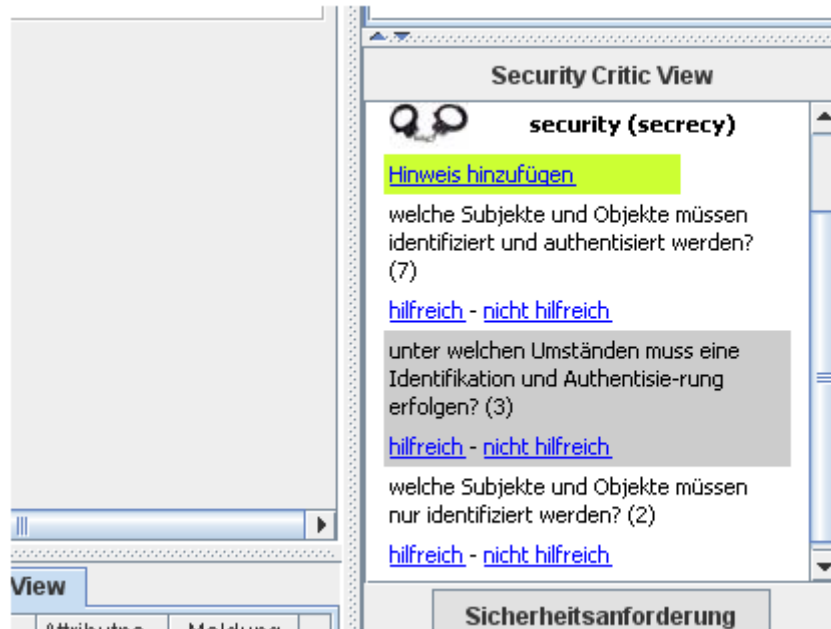 Security Critic View
security (secrecy)
Hinweis hinzufügen
welche Subjekte und Objekte müssen
identifiziert und authentisiert werden?
(7)
hilfreich - nicht hilfreich
unter welchen Umständen muss eine
Identifikation und Authentisie-rung
erfolgen? (3)
hilfreich - nicht hilfreich
welche Subjekte und Objekte müssen
nur identifiziert werden? (2)
hilfreich - nicht hilfreich
View
Sicherheitsanforderung